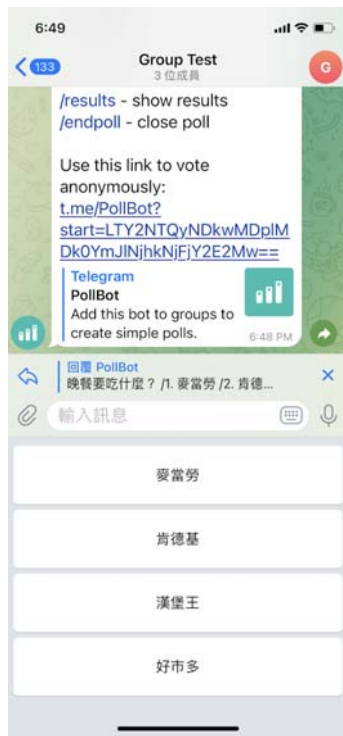 6:49
133
Group Test
3 位成員
G
/results - show results
/endpoll - close poll
Use this link to vote
anonymously:
t.me/PollBot?
start=LTY2NTQyNDkwMDplM
Dk0YmJlNjhkNjFjY2E2Mw==
Telegram
PollBot
Add this bot to groups to
create simple polls.
6:48 PM
回覆 PollBot
晚餐要吃什麼？ /1. 麥當勞 /2. 肯德...
輸入訊息
麥當勞
肯德基
漢堡王
好市多